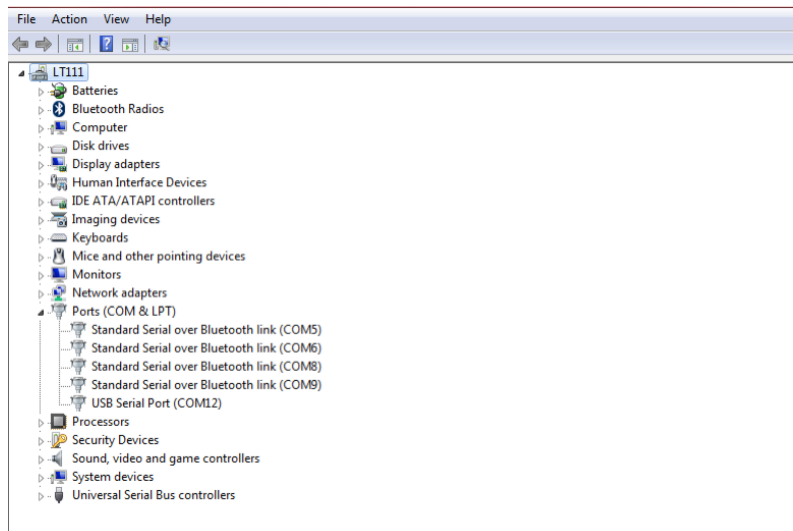 File Action View Help
LT111
Batteries
Bluetooth Radios
Computer
Disk drives
Display adapters
Human Interface Devices
IDE ATA/ATAPI controllers
Imaging devices
Keyboards
Mice and other pointing devices
Monitors
Network adapters
Ports (COM & LPT)
Standard Serial over Bluetooth link (COM5)
Standard Serial over Bluetooth link (COM6)
Standard Serial over Bluetooth link (COM8)
Standard Serial over Bluetooth link (COM9)
USB Serial Port (COM12)
Processors
Security Devices
Sound, video and game controllers
System devices
Universal Serial Bus controllers